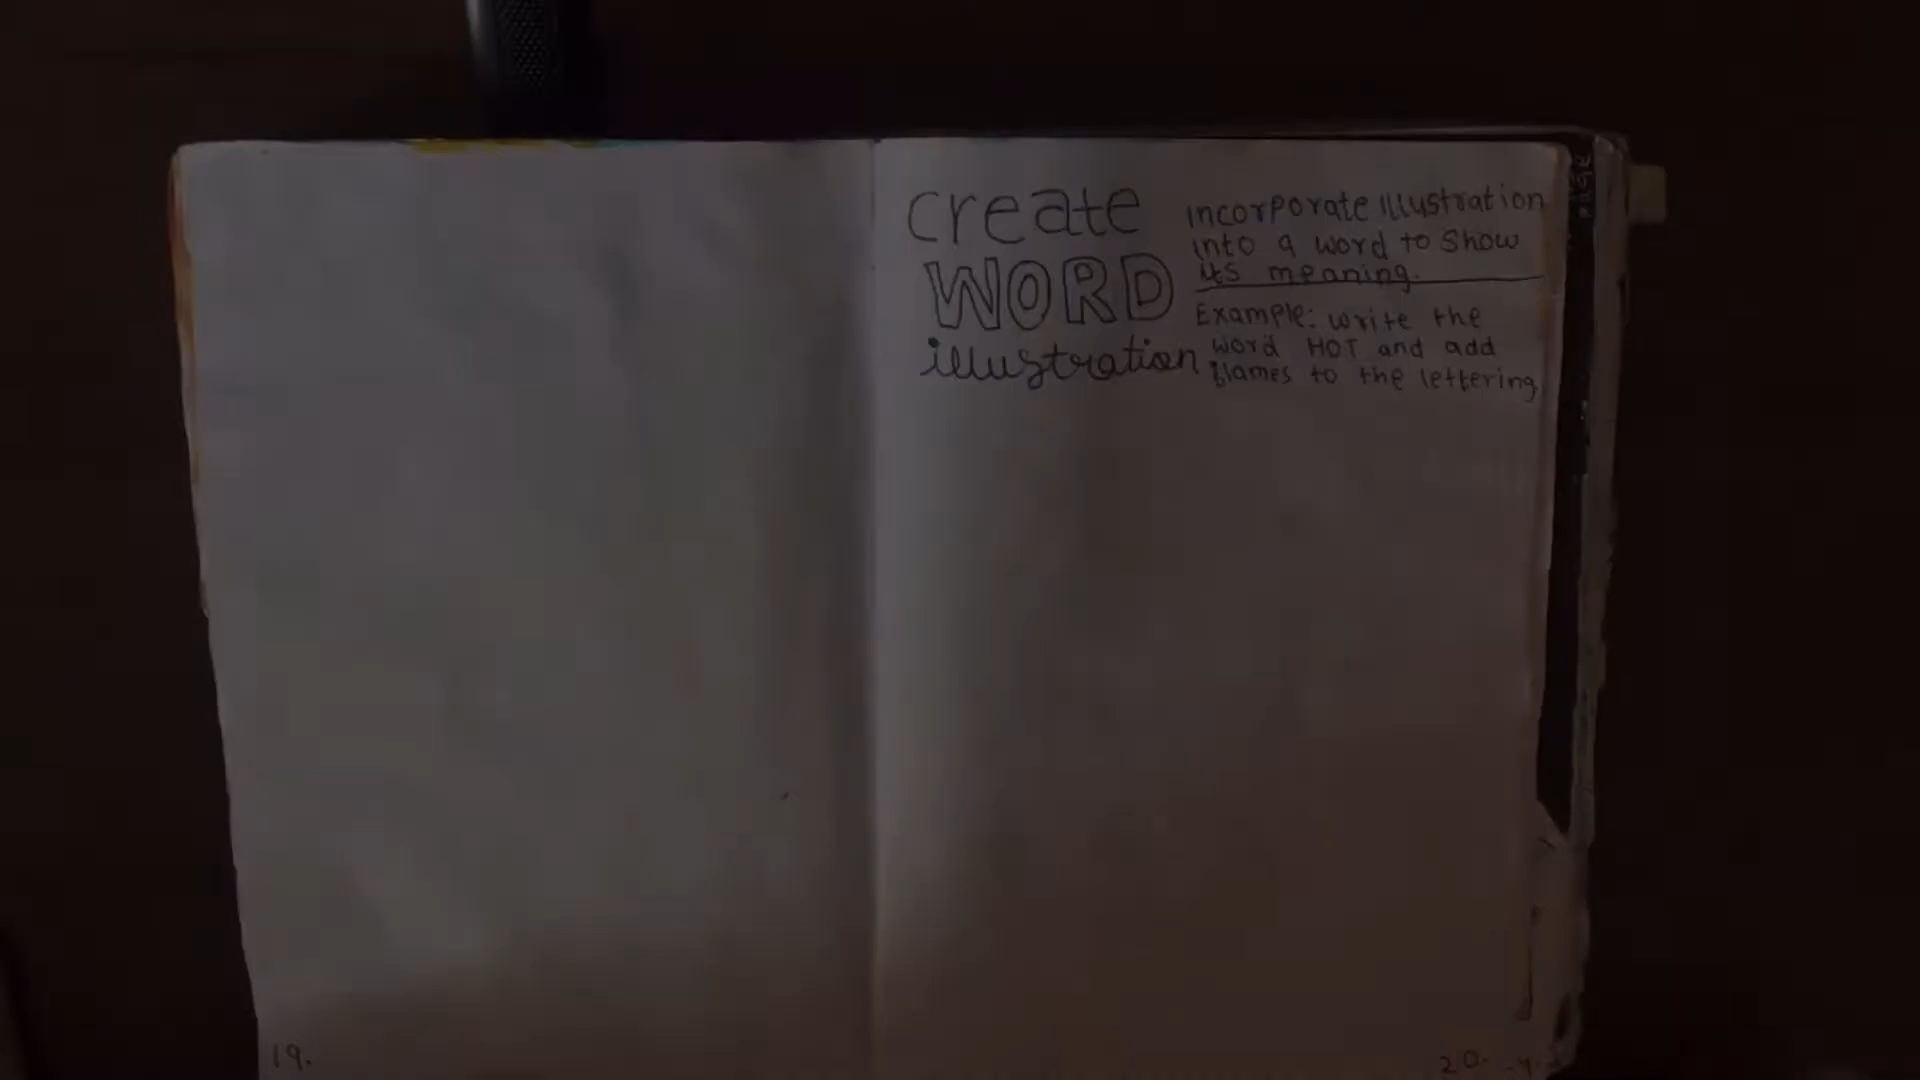 create
WORD
illustration
incorporate illustration
into a word to show
its meaning.
Example: write the
word HOT and add
flames to the lettering
19.
20.